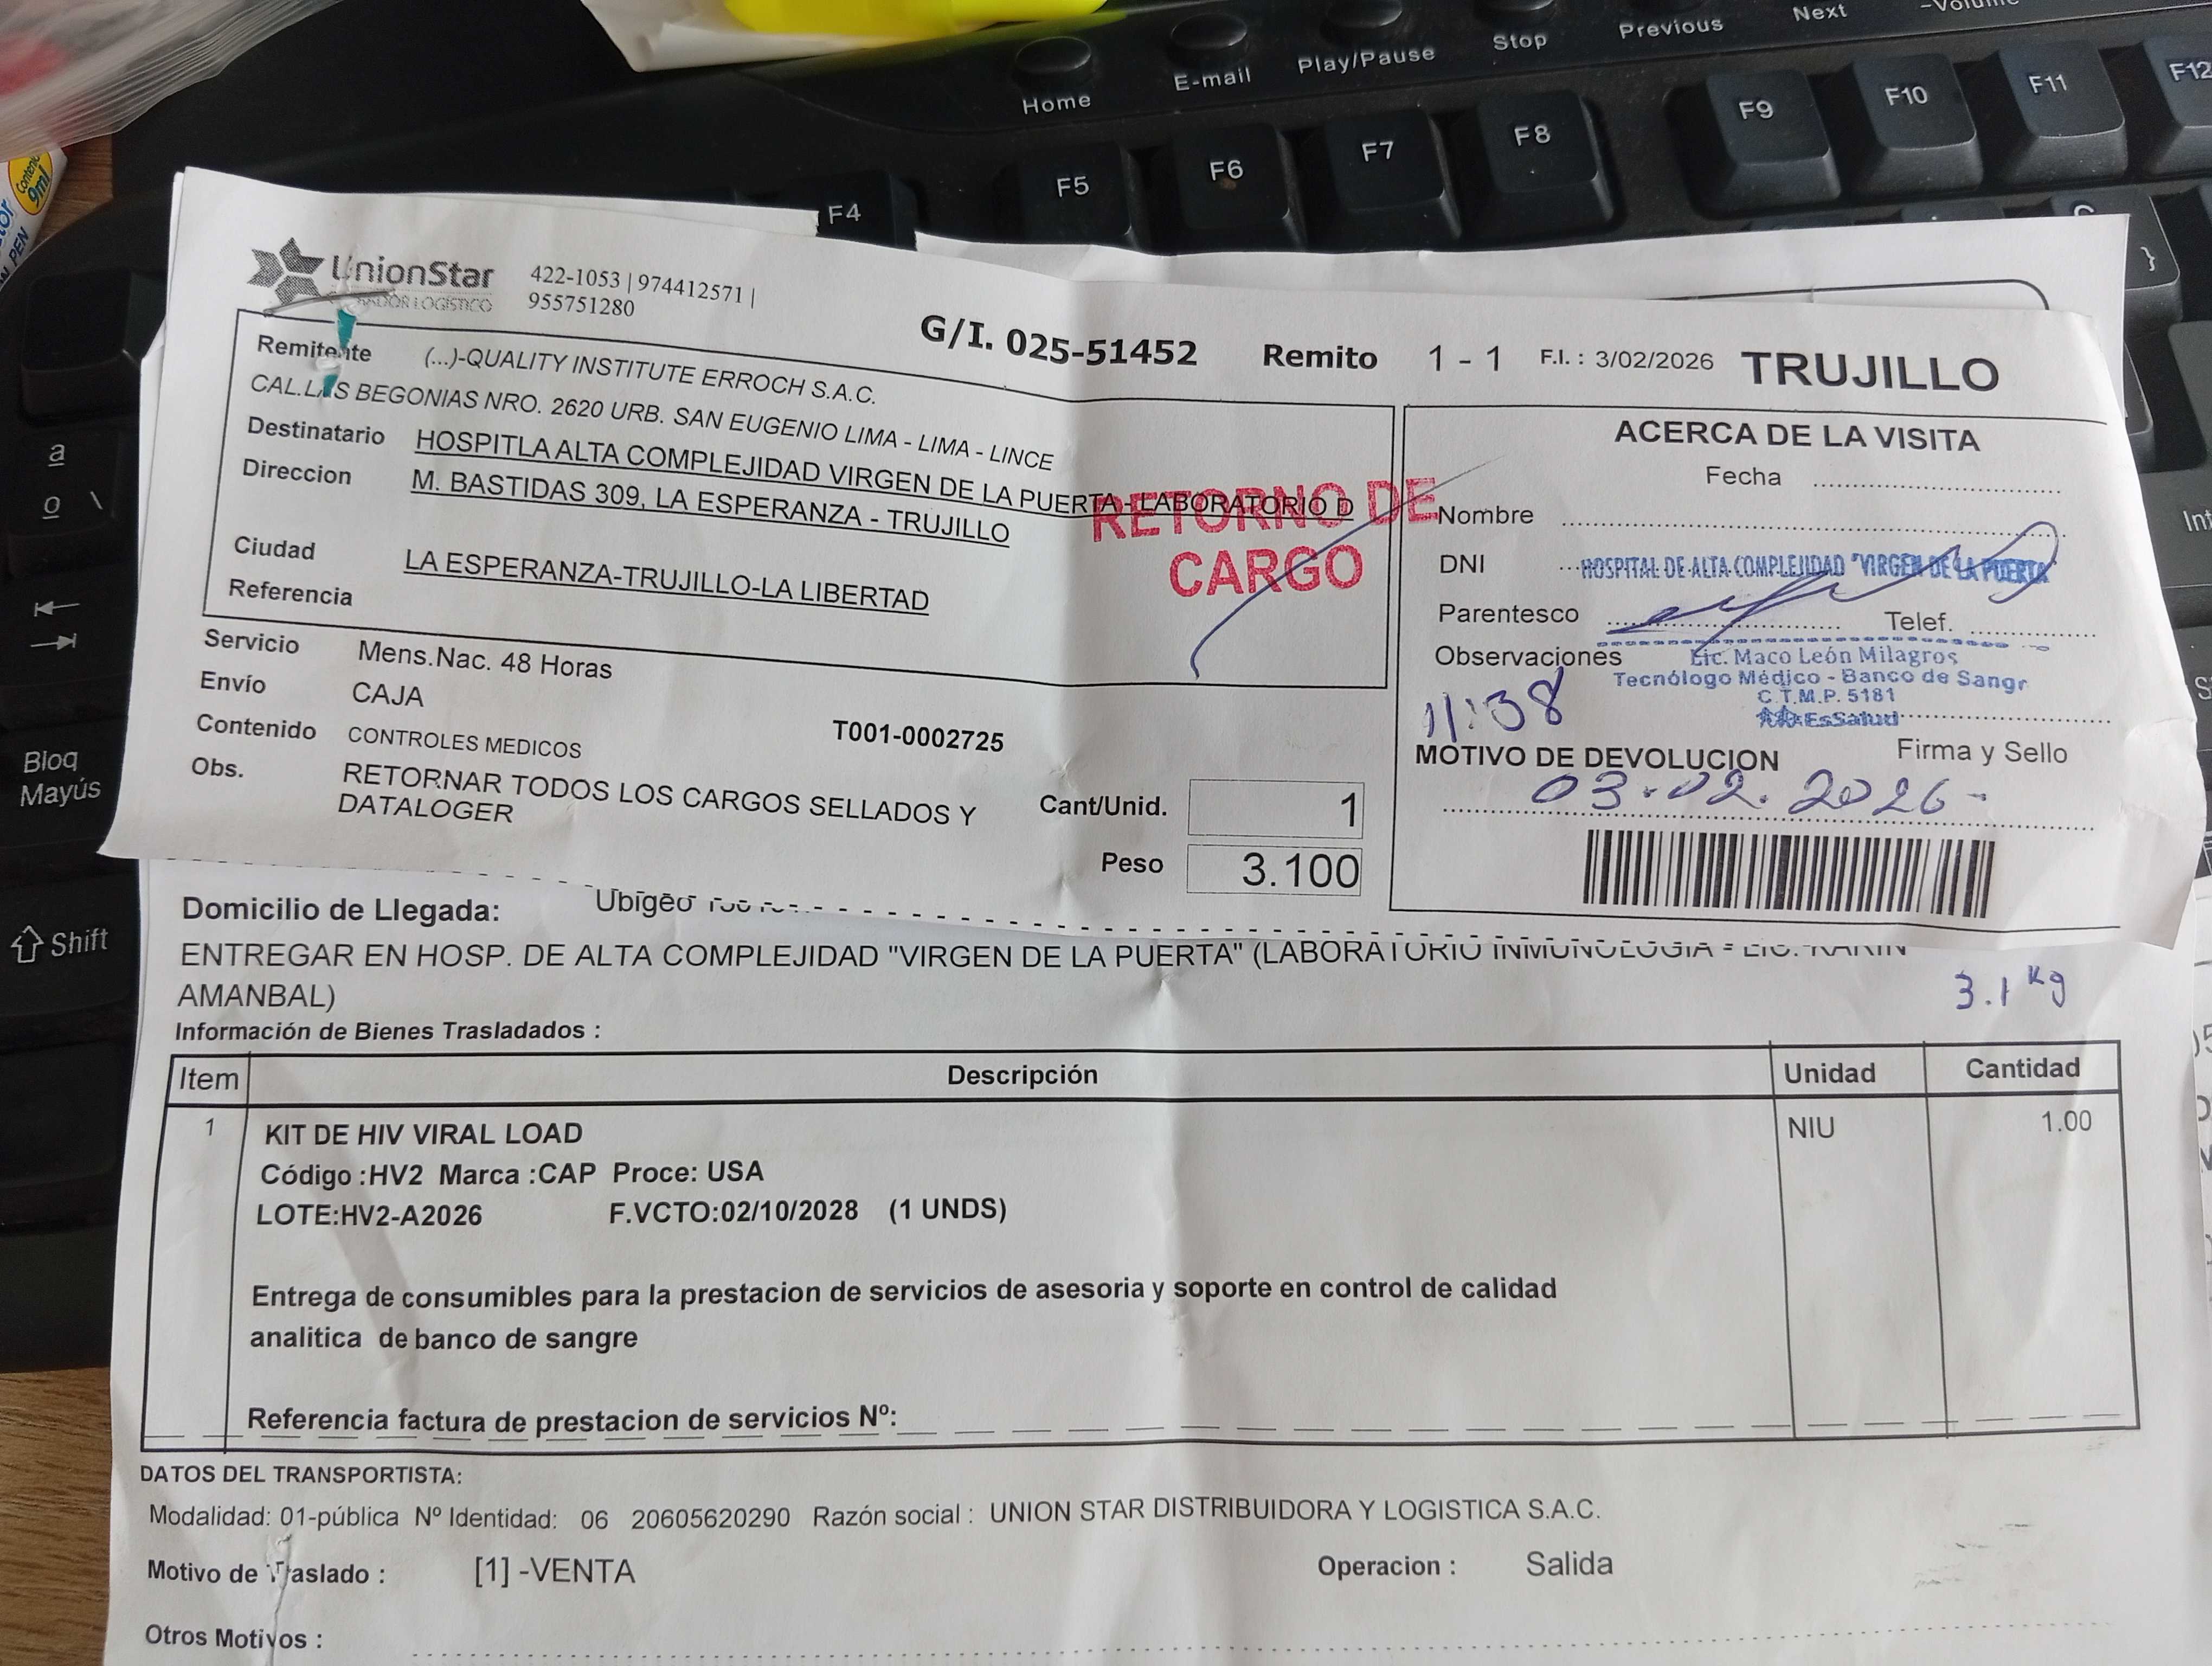 Home
E-mail
Play/Pause
Stop
Previous
Next
F4
F5
F6
F7
F8
F9
F10
F11
F12
a
o \
}
Bloq
Mayús
Shift
9ml
PEN
UnionStar
422-1053 | 974412571 |
955751280
G/I. 025-51452 Remito 1 - 1 F.I. : 3/02/2026 TRUJILLO
Remitente (...)-QUALITY INSTITUTE ERROCH S.A.C.
CAL.LAS BEGONIAS NRO. 2620 URB. SAN EUGENIO LIMA - LIMA - LINCE
Destinatario HOSPITLA ALTA COMPLEJIDAD VIRGEN DE LA PUERTA - LABORATORIO D
Direccion M. BASTIDAS 309, LA ESPERANZA - TRUJILLO
Ciudad LA ESPERANZA-TRUJILLO-LA LIBERTAD
Referencia
RETORNO DE
CARGO
Servicio Mens.Nac. 48 Horas
Envío CAJA
Contenido CONTROLES MEDICOS T001-0002725
Obs. RETORNAR TODOS LOS CARGOS SELLADOS Y
DATALOGER
Cant/Unid. 1
Peso 3.100
ACERCA DE LA VISITA
Fecha
Nombre
DNI HOSPITAL DE ALTA COMPLEJIDAD "VIRGEN DE LA PUERTA"
Parentesco Telef.
Observaciones Lic. Maco León Milagros
Tecnólogo Médico - Banco de Sangr
C.T.M.P. 5181
EsSalud
11:38
MOTIVO DE DEVOLUCION Firma y Sello
03.02.2026-
Domicilio de Llegada: Ubigeo
ENTREGAR EN HOSP. DE ALTA COMPLEJIDAD "VIRGEN DE LA PUERTA" (LABORATORIO INMUNOLOGIA - LIC. KARIN
AMANBAL)
3.1 kg
Información de Bienes Trasladados :
Item Descripción Unidad Cantidad
1 KIT DE HIV VIRAL LOAD NIU 1.00
Código :HV2 Marca :CAP Proce: USA
LOTE:HV2-A2026 F.VCTO:02/10/2028 (1 UNDS)
Entrega de consumibles para la prestacion de servicios de asesoria y soporte en control de calidad
analitica de banco de sangre
Referencia factura de prestacion de servicios Nº:
DATOS DEL TRANSPORTISTA:
Modalidad: 01-pública Nº Identidad: 06 20605620290 Razón social : UNION STAR DISTRIBUIDORA Y LOGISTICA S.A.C.
Motivo de Traslado : [1] -VENTA Operacion : Salida
Otros Motivos :